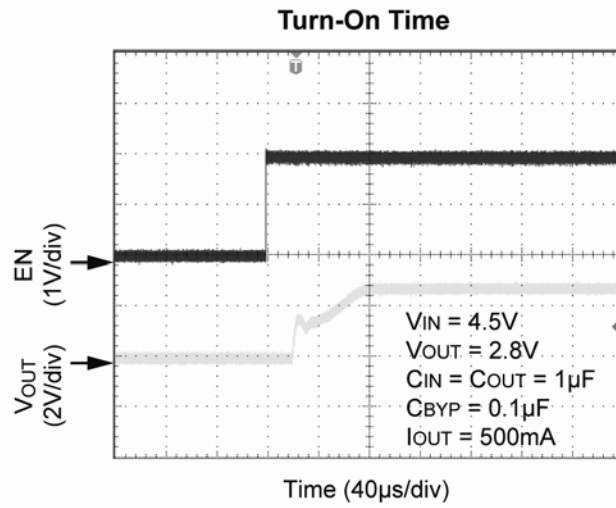 Turn-On Time
T
EN
(1V/div)
VOUT
(2V/div)
VIN = 4.5V
VOUT = 2.8V
CIN = COUT = 1µF
CBYP = 0.1µF
IOUT = 500mA
Time (40µs/div)